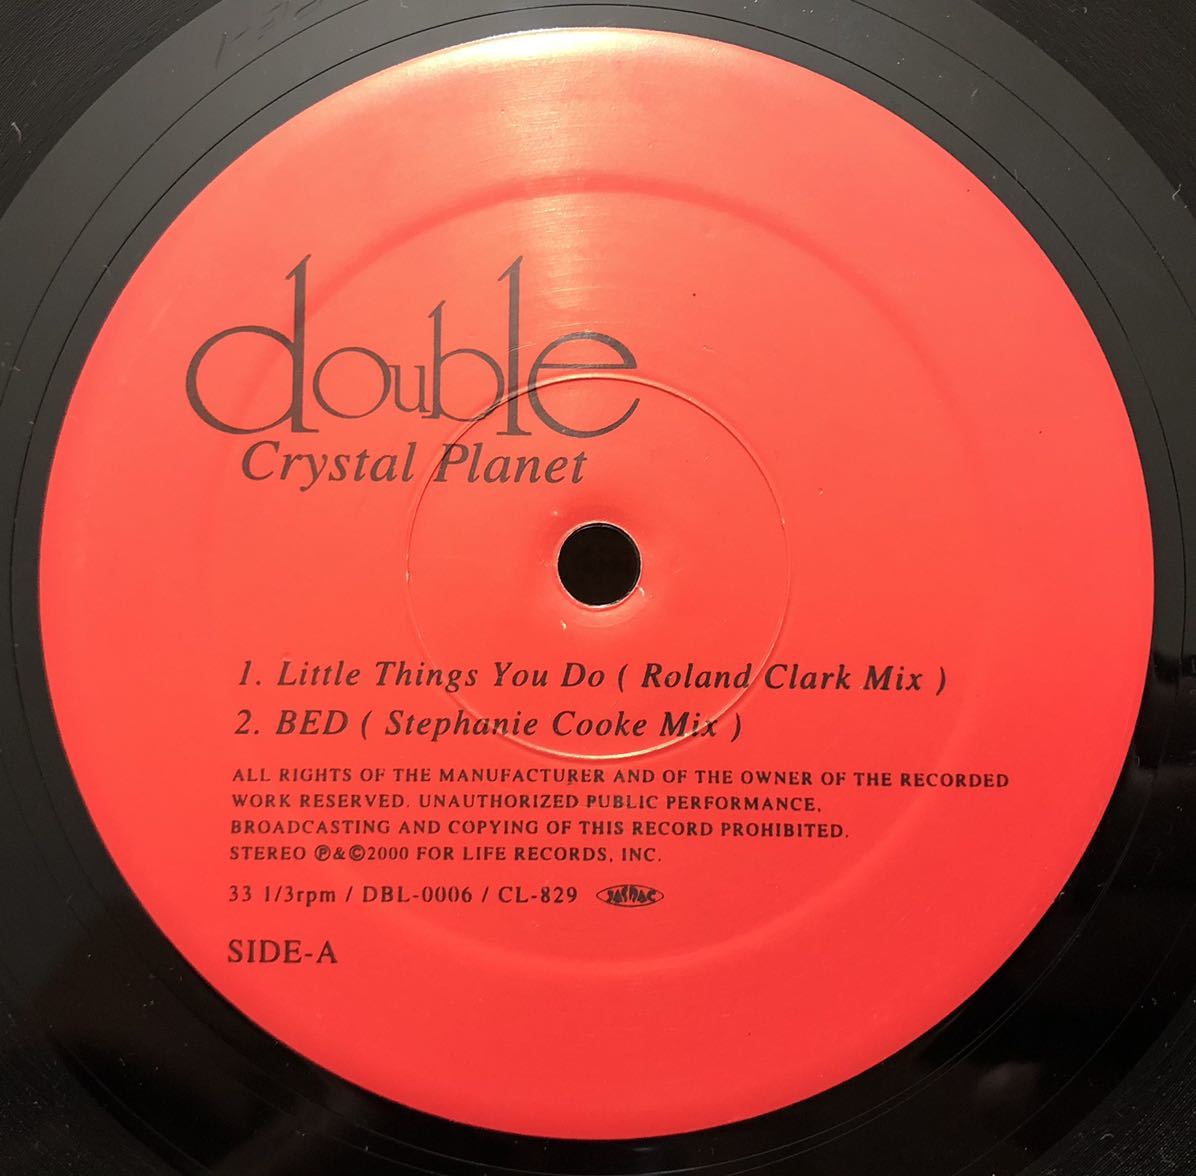 double
Crystal Planet
1. Little Things You Do ( Roland Clark Mix )
2. BED ( Stephanie Cooke Mix )
ALL RIGHTS OF THE MANUFACTURER AND OF THE OWNER OF THE RECORDED
WORK RESERVED. UNAUTHORIZED PUBLIC PERFORMANCE,
BROADCASTING AND COPYING OF THIS RECORD PROHIBITED.
STEREO Ⓟ&©2000 FOR LIFE RECORDS, INC.
33 1/3rpm / DBL-0006 / CL-829 JASRAC
SIDE-A